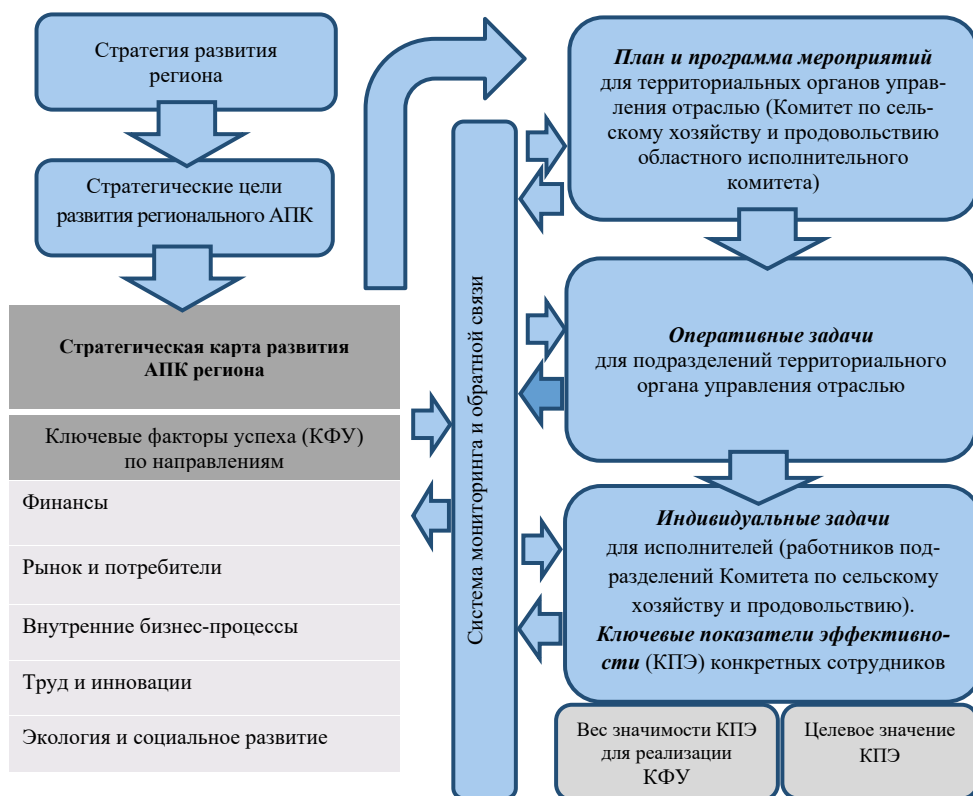 Стратегия развития
региона
Стратегические цели
развития регионального АПК
Стратегическая карта развития
АПК региона
Ключевые факторы успеха (КФУ)
по направлениям
Финансы
Рынок и потребители
Внутренние бизнес-процессы
Труд и инновации
Экология и социальное развитие
Система мониторинга и обратной связи
План и программа мероприятий
для территориальных органов управ-
ления отраслью (Комитет по сель-
скому хозяйству и продовольствию
областного исполнительного
комитета)
Оперативные задачи
для подразделений территориального
органа управления отраслью
Индивидуальные задачи
для исполнителей (работников под-
разделений Комитета по сельскому
хозяйству и продовольствию).
Ключевые показатели эффективно-
сти (КПЭ) конкретных сотрудников
Вес значимости КПЭ
для реализации
КФУ
Целевое значение
КПЭ